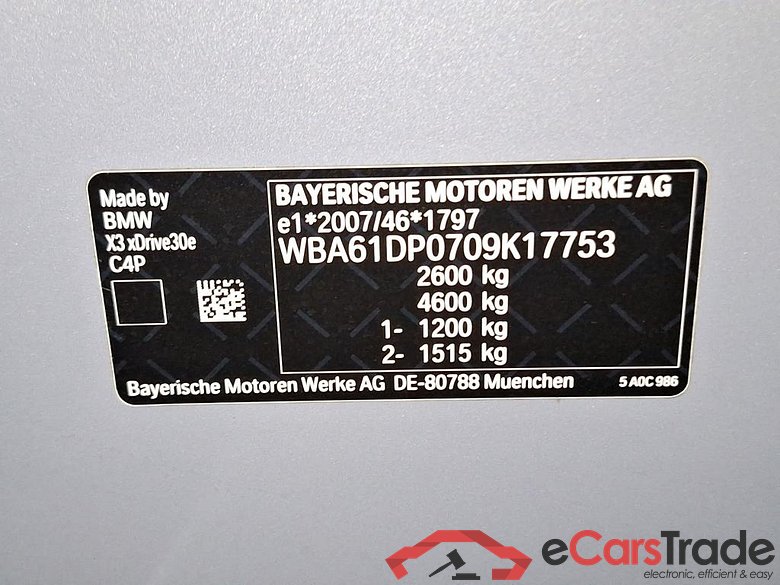 Made by
BMW
X3 xDrive30e
C4P
BAYERISCHE MOTOREN WERKE AG
e1*2007/46*1797
WBA61DP0709K17753
2600 kg
4600 kg
1- 1200 kg
2- 1515 kg
Bayerische Motoren Werke AG DE-80788 Muenchen
5 A0C 986
eCarsTrade
electronic, efficient & easy